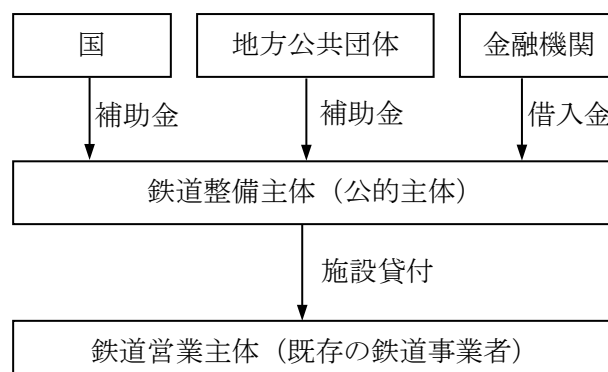 国
地方公共団体
金融機関
補助金
補助金
借入金
鉄道整備主体（公的主体）
施設貸付
鉄道営業主体（既存の鉄道事業者）